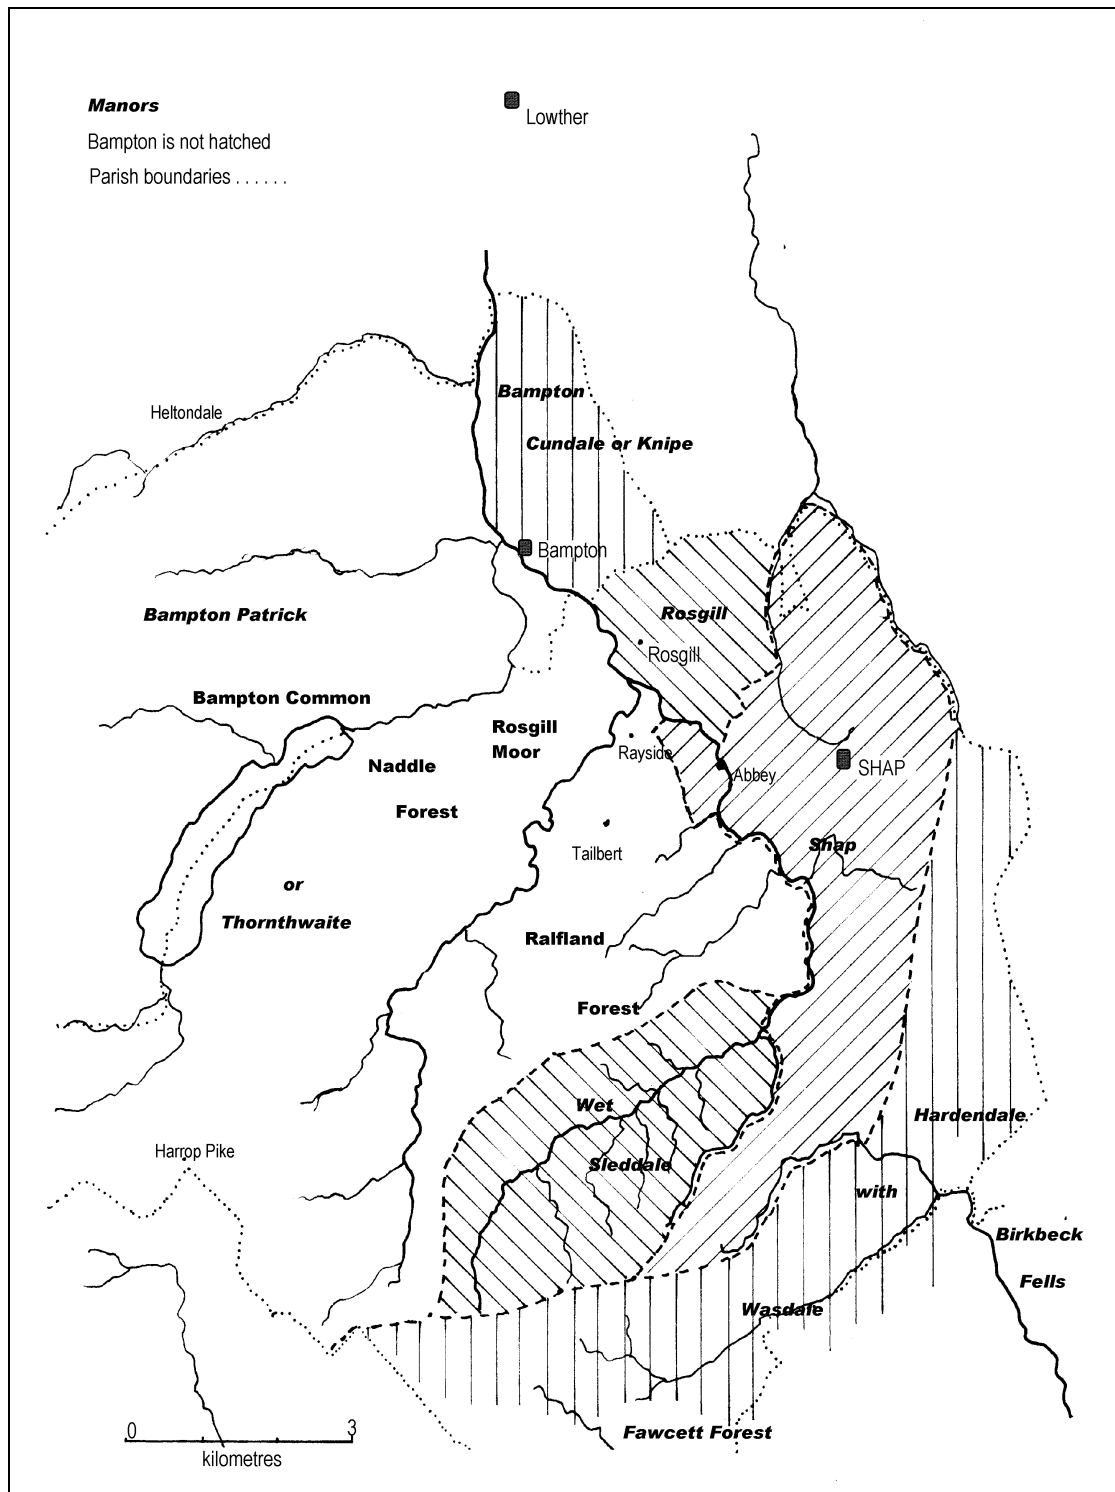 Manors
Bampton is not hatched
Parish boundaries . . . . . .
Lowther
Bampton
Heltondale
Cundale or Knipe
Bampton
Bampton Patrick
Rosgill
Rosgill
Bampton Common
Rosgill
Moor
Rayside
Naddle
Abbey
SHAP
Forest
Tailbert
Shap
or
Thornthwaite
Ralfland
Forest
Wet
Hardendale
Harrop Pike
Sleddale
with
Birkbeck
Fells
Wasdale
Fawcett Forest
0 3
kilometres